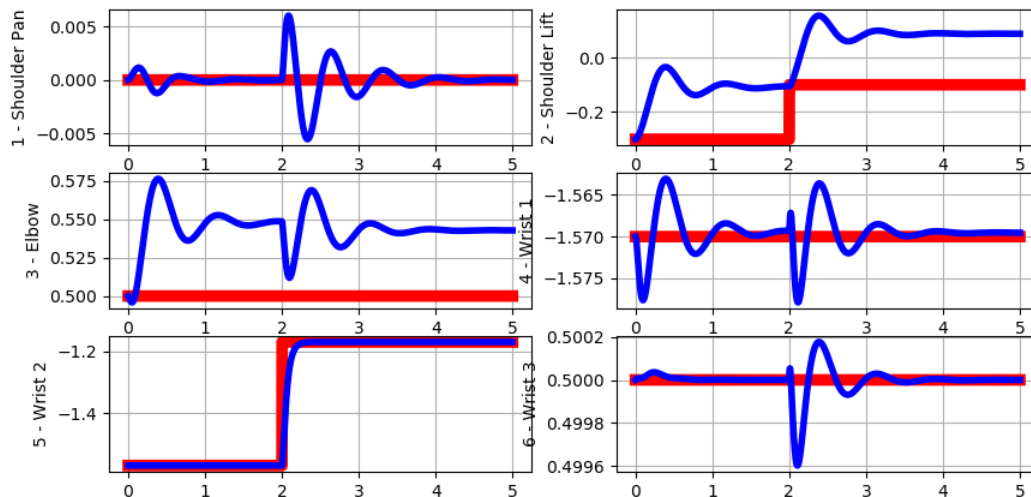 1 - Shoulder Pan
0.005
0.000
−0.005
0 1 2 3 4 5
2 - Shoulder Lift
0.0
−0.2
0 1 2 3 4 5
3 - Elbow
0.575
0.550
0.525
0.500
0 1 2 3 4 5
4 - Wrist 1
−1.565
−1.570
−1.575
0 1 2 3 4 5
5 - Wrist 2
−1.2
−1.4
0 1 2 3 4 5
6 - Wrist 3
0.5002
0.5000
0.4998
0.4996
0 1 2 3 4 5